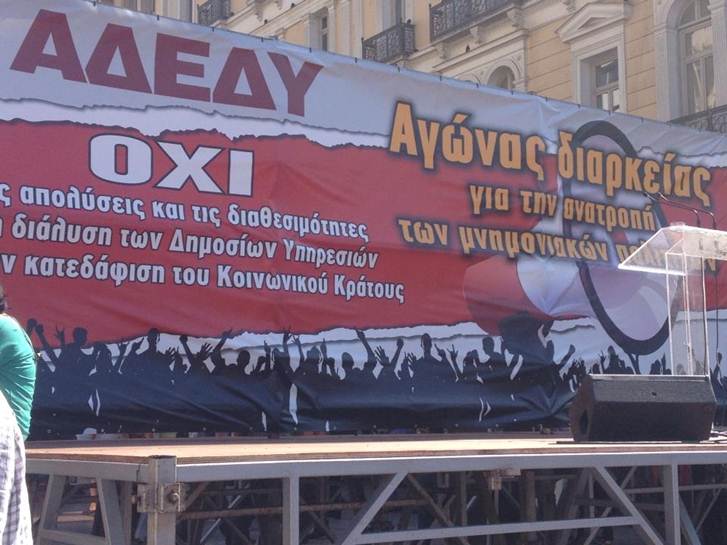 ΑΔΕΔΥ
ΟΧΙ
απολύσεις και τις διαθεσιμότητες
διάλυση των Δημοσίων Υπηρεσιών
κατεδάφιση του Κοινωνικού Κράτους
Αγώνας διαρκείας
για την ανατροπή
των μνημονιακών